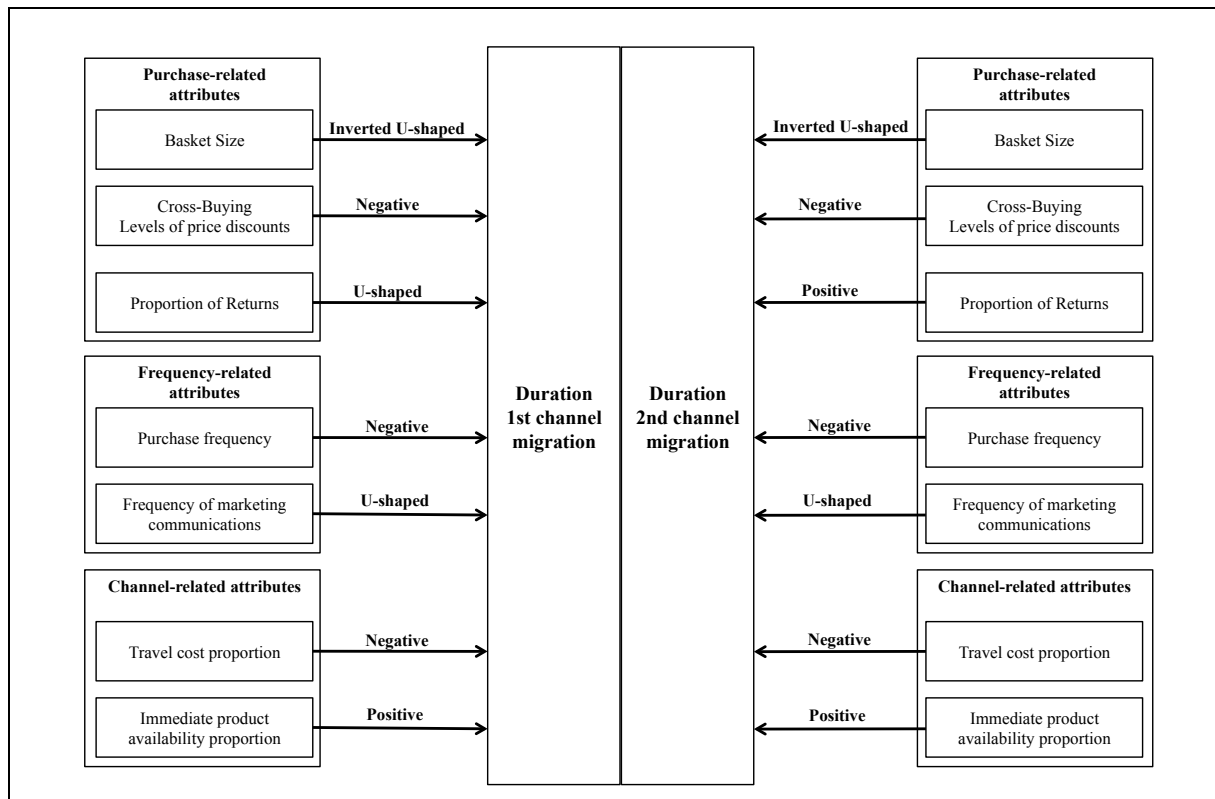 Purchase-related
attributes
Basket Size
Inverted U-shaped
Cross-Buying
Levels of price discounts
Negative
Proportion of Returns
U-shaped
Frequency-related
attributes
Purchase frequency
Negative
Frequency of marketing
communications
U-shaped
Channel-related attributes
Travel cost proportion
Negative
Immediate product
availability proportion
Positive
Duration
1st channel
migration
Duration
2nd channel
migration
Purchase-related
attributes
Inverted U-shaped
Basket Size
Negative
Cross-Buying
Levels of price discounts
Positive
Proportion of Returns
Frequency-related
attributes
Negative
Purchase frequency
U-shaped
Frequency of marketing
communications
Channel-related attributes
Negative
Travel cost proportion
Positive
Immediate product
availability proportion